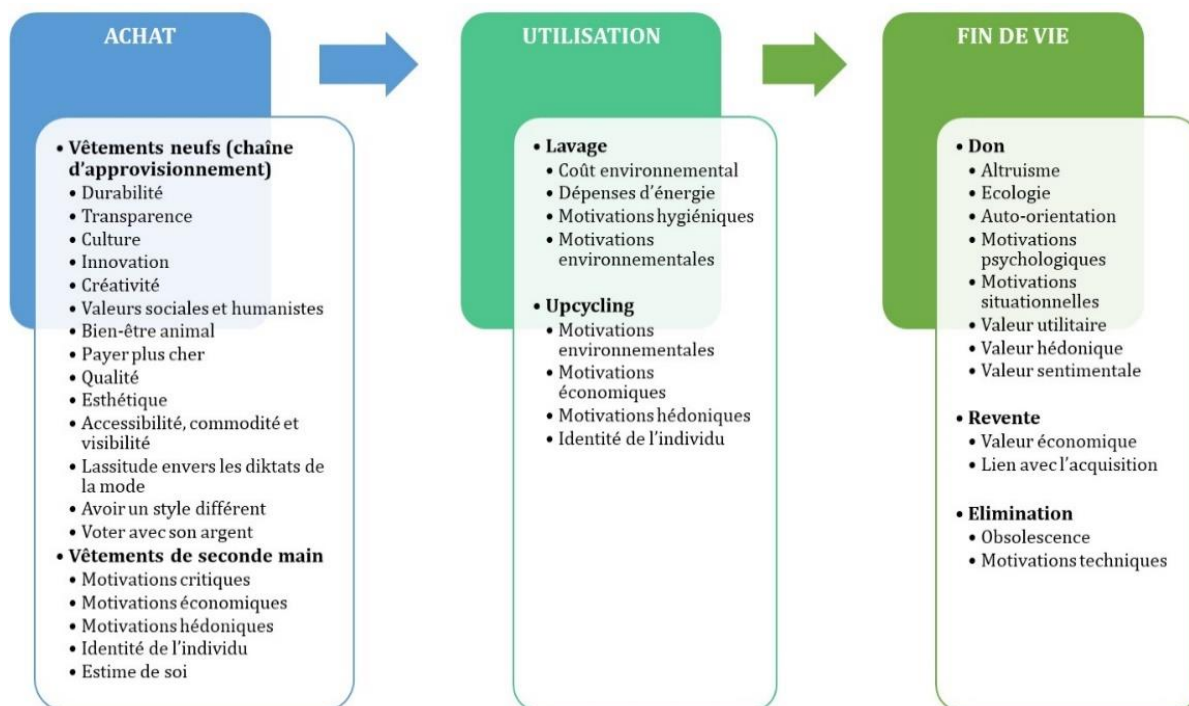 ACHAT
• Vêtements neufs (chaîne
d’approvisionnement)
• Durabilité
• Transparence
• Culture
• Innovation
• Créativité
• Valeurs sociales et humanistes
• Bien-être animal
• Payer plus cher
• Qualité
• Esthétique
• Accessibilité, commodité et
visibilité
• Lassitude envers les diktats de
la mode
• Avoir un style différent
• Voter avec son argent
• Vêtements de seconde main
• Motivations critiques
• Motivations économiques
• Motivations hédoniques
• Identité de l’individu
• Estime de soi
UTILISATION
• Lavage
• Coût environnemental
• Dépenses d’énergie
• Motivations hygiéniques
• Motivations
environnementales
• Upcycling
• Motivations
environnementales
• Motivations
économiques
• Motivations hédoniques
• Identité de l’individu
FIN DE VIE
• Don
• Altruisme
• Ecologie
• Auto-orientation
• Motivations
psychologiques
• Motivations
situationnelles
• Valeur utilitaire
• Valeur hédonique
• Valeur sentimentale
• Revente
• Valeur économique
• Lien avec l’acquisition
• Elimination
• Obsolescence
• Motivations techniques